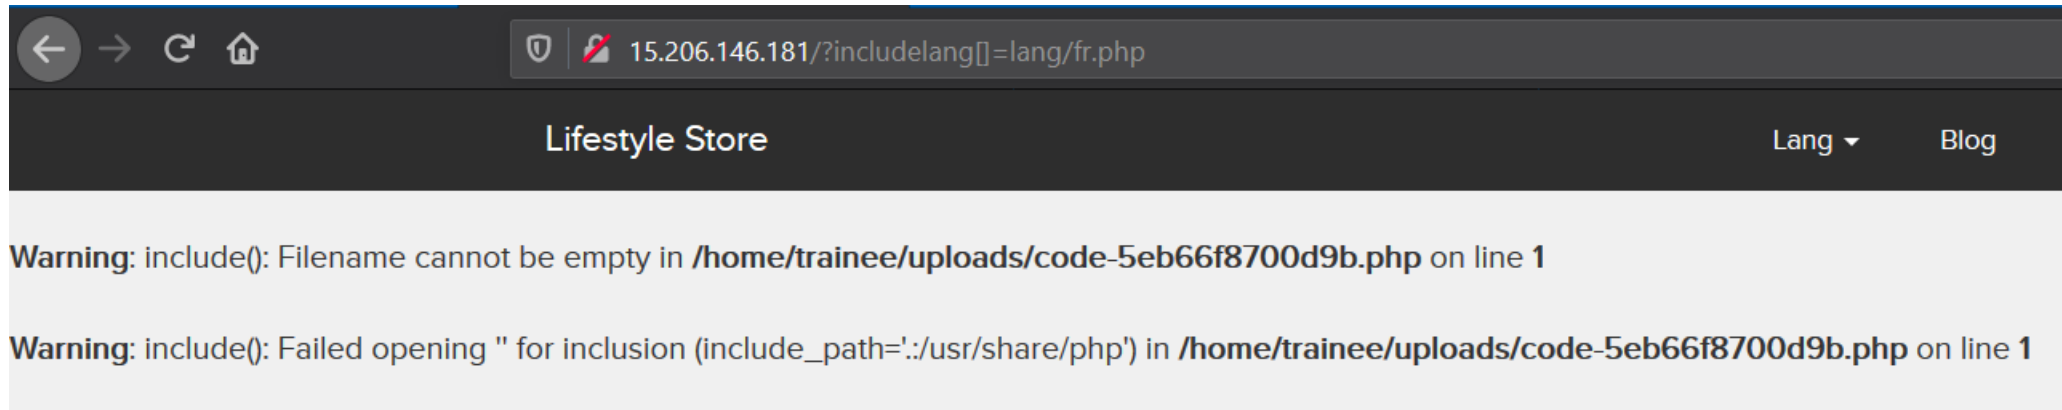 15.206.146.181/?includelang[]=lang/fr.php
Lifestyle Store Lang Blog
Warning: include(): Filename cannot be empty in /home/trainee/uploads/code-5eb66f8700d9b.php on line 1
Warning: include(): Failed opening '' for inclusion (include_path='.:/usr/share/php') in /home/trainee/uploads/code-5eb66f8700d9b.php on line 1